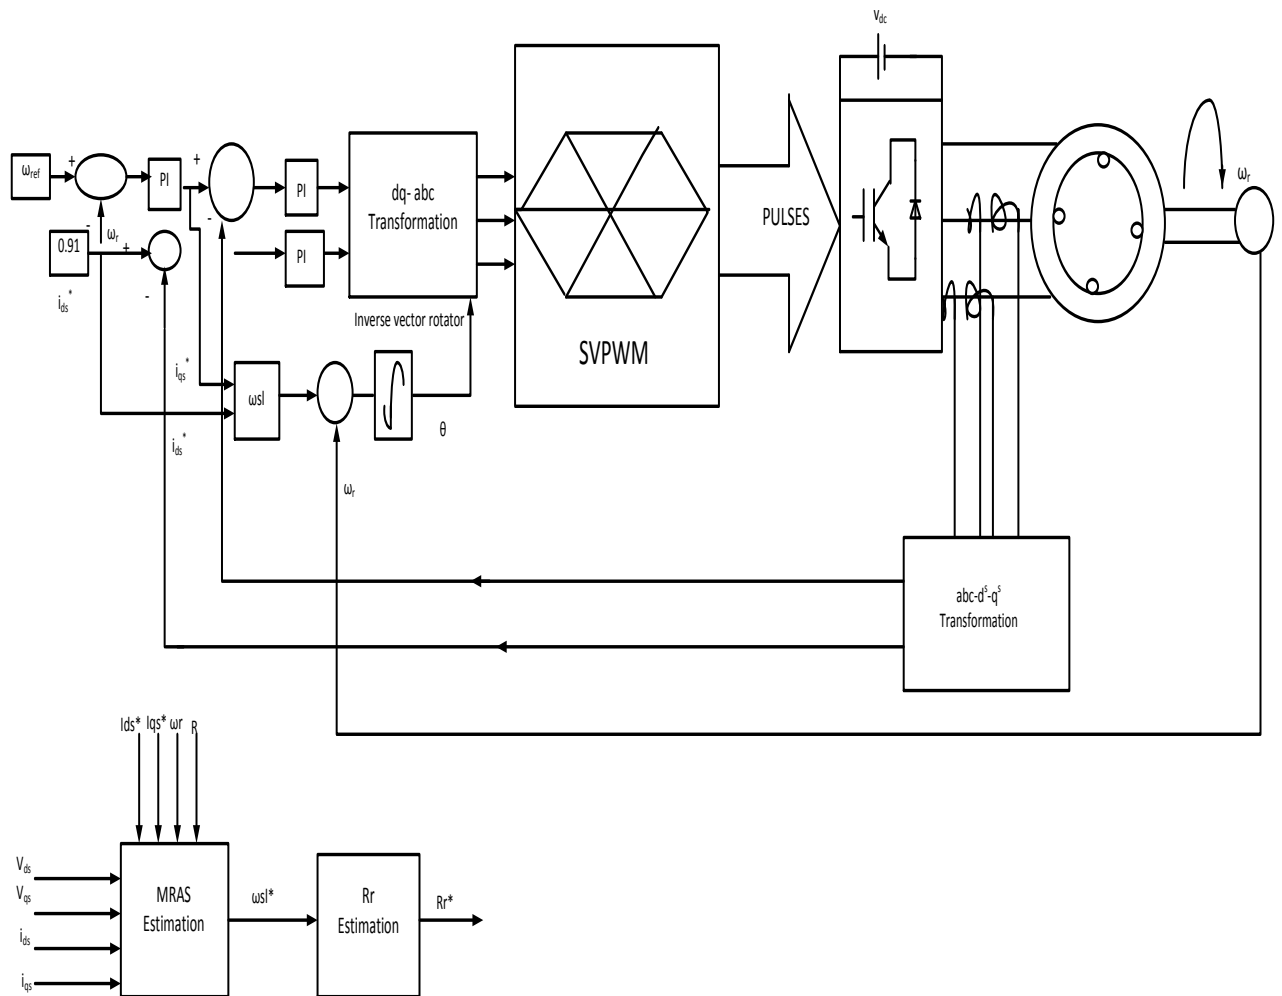 Vdc
ωref
+
PI
+
-
PI
dq- abc
Transformation
PULSES
ωr
-
ωr
0.91
+
ids*
-
PI
Inverse vector rotator
SVPWM
iqs*
ωsl
θ
ids*
ωr
abc-ds-qs
Transformation
Ids*
Iqs*
ωr
R
Vds
Vqs
ids
iqs
MRAS
Estimation
ωsl*
Rr
Estimation
Rr*